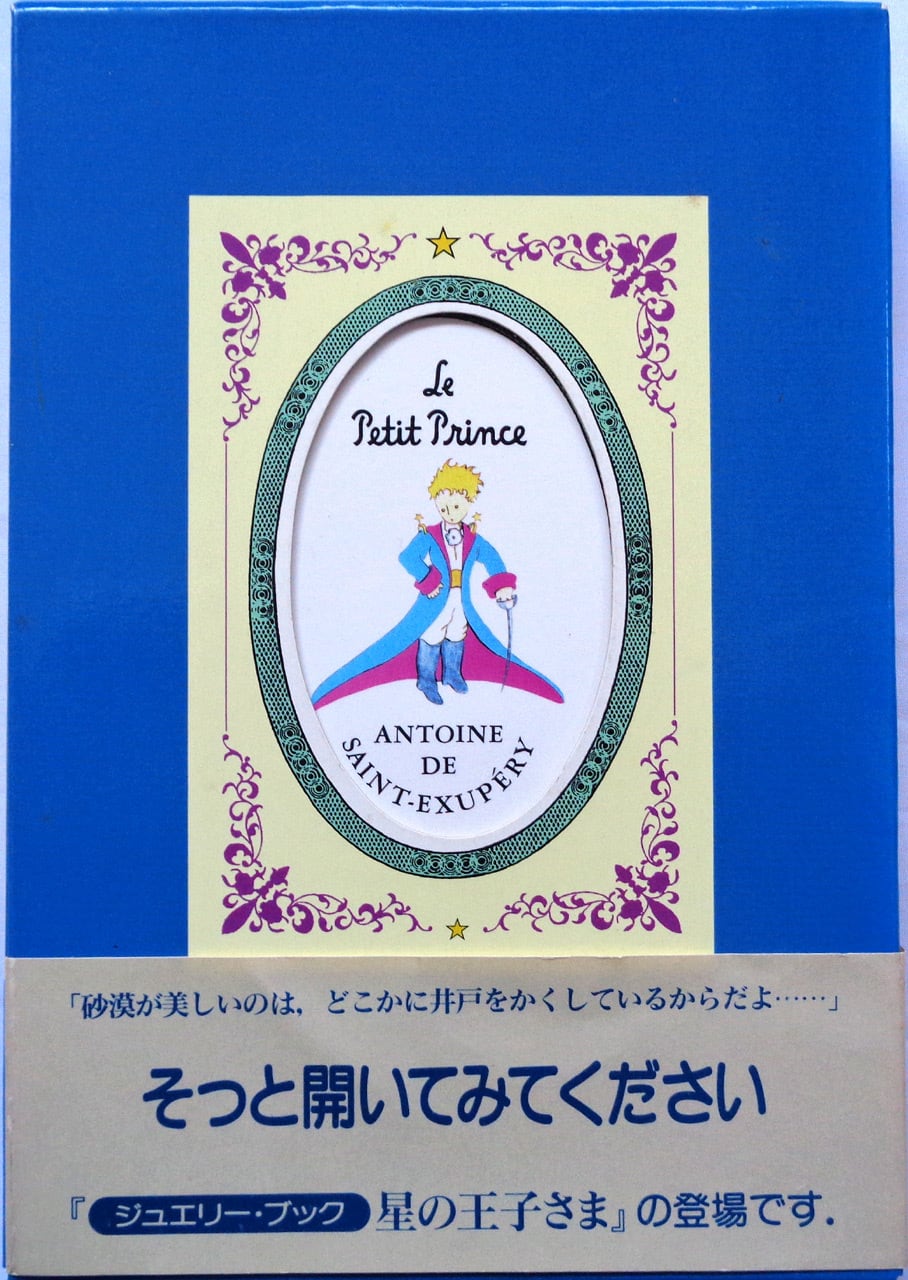 Le
Petit Prince
ANTOINE
DE
SAINT-EXUPÉRY
「砂漠が美しいのは，どこかに井戸をかくしているからだよ……」
そっと開いてみてください
『ジュエリー・ブック 星の王子さま』の登場です．